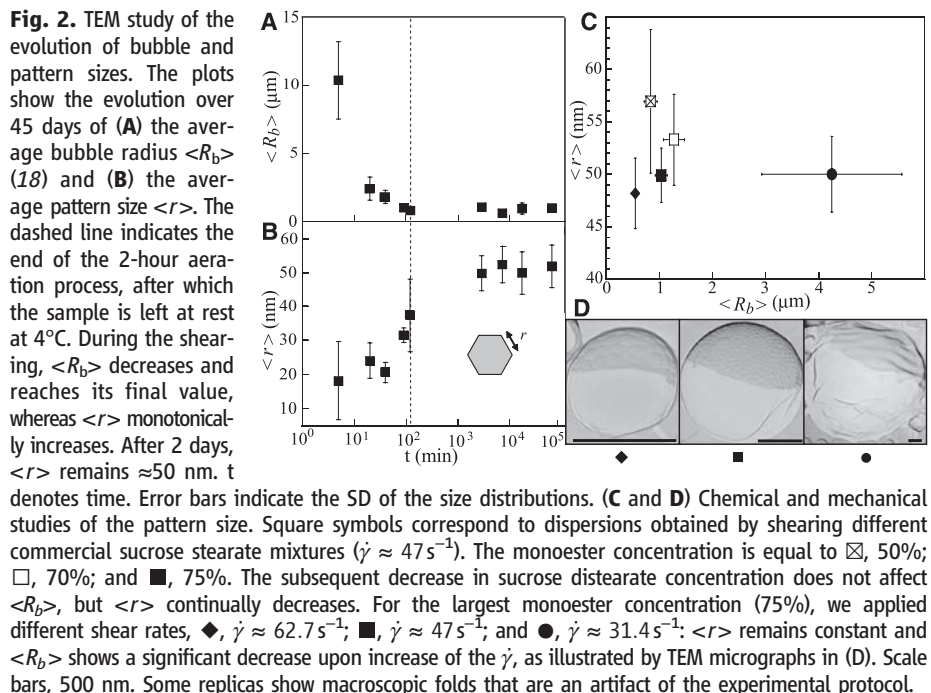 Fig. 2. TEM study of the
evolution of bubble and
pattern sizes. The plots
show the evolution over
45 days of (A) the aver-
age bubble radius <R_b>
(18) and (B) the aver-
age pattern size <r>. The
dashed line indicates the
end of the 2-hour aera-
tion process, after which
the sample is left at rest
at 4°C. During the shear-
ing, <R_b> decreases and
reaches its final value,
whereas <r> monotonical-
ly increases. After 2 days,
<r> remains ≈50 nm. t
denotes time. Error bars indicate the SD of the size distributions. (C and D) Chemical and mechanical
studies of the pattern size. Square symbols correspond to dispersions obtained by shearing different
commercial sucrose stearate mixtures (γ̇ ≈ 47 s⁻¹). The monoester concentration is equal to ☒, 50%;
□, 70%; and ■, 75%. The subsequent decrease in sucrose distearate concentration does not affect
<R_b>, but <r> continually decreases. For the largest monoester concentration (75%), we applied
different shear rates, ◆, γ̇ ≈ 62.7 s⁻¹; ■, γ̇ ≈ 47 s⁻¹; and ●, γ̇ ≈ 31.4 s⁻¹: <r> remains constant and
<R_b> shows a significant decrease upon increase of the γ̇, as illustrated by TEM micrographs in (D). Scale
bars, 500 nm. Some replicas show macroscopic folds that are an artifact of the experimental protocol.
A
15
10
5
0
<R_b> (μm)
B
60
50
40
30
20
10
<r> (nm)
r
10⁰ 10¹ 10² 10³ 10⁴ 10⁵
t (min)
C
60
55
50
45
40
<r> (nm)
0 1 2 3 4 5
<R_b> (μm)
D